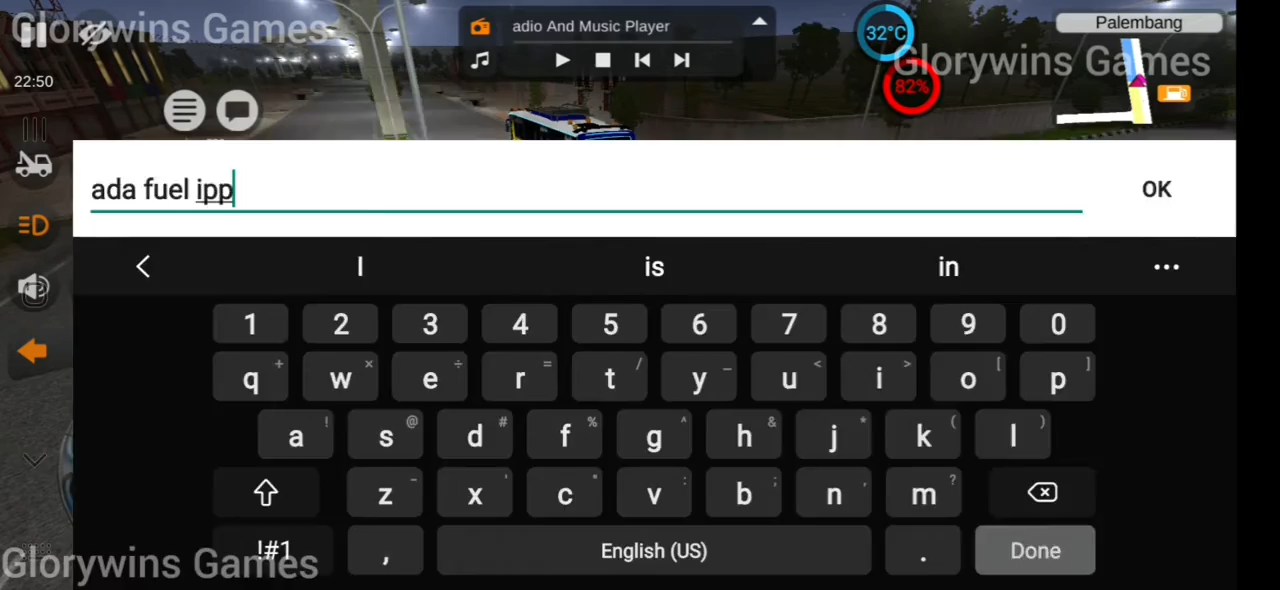 Glorywins Games
adio And Music Player
32°C
Palembang
Glorywins Games
22:50
82%
ada fuel ipp
OK
I is in
1 2 3 4 5 6 7 8 9 0
q + w × e ÷ r = t / y _ u < i > o [ p ]
a ! s @ d # f % g ^ h & j * k ( l )
z - x ' c " v : b ; n , m ?
!#1 , English (US) . Done
Glorywins Games